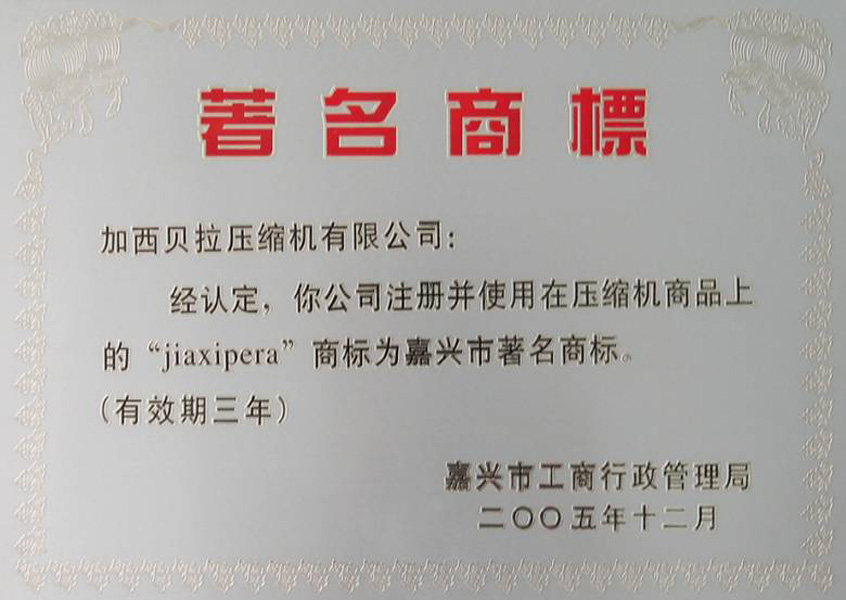 著名商標
加西贝拉压缩机有限公司：
经认定，你公司注册并使用在压缩机商品上
的“jiaxipera”商标为嘉兴市著名商标。
（有效期三年）
嘉兴市工商行政管理局
二〇〇五年十二月